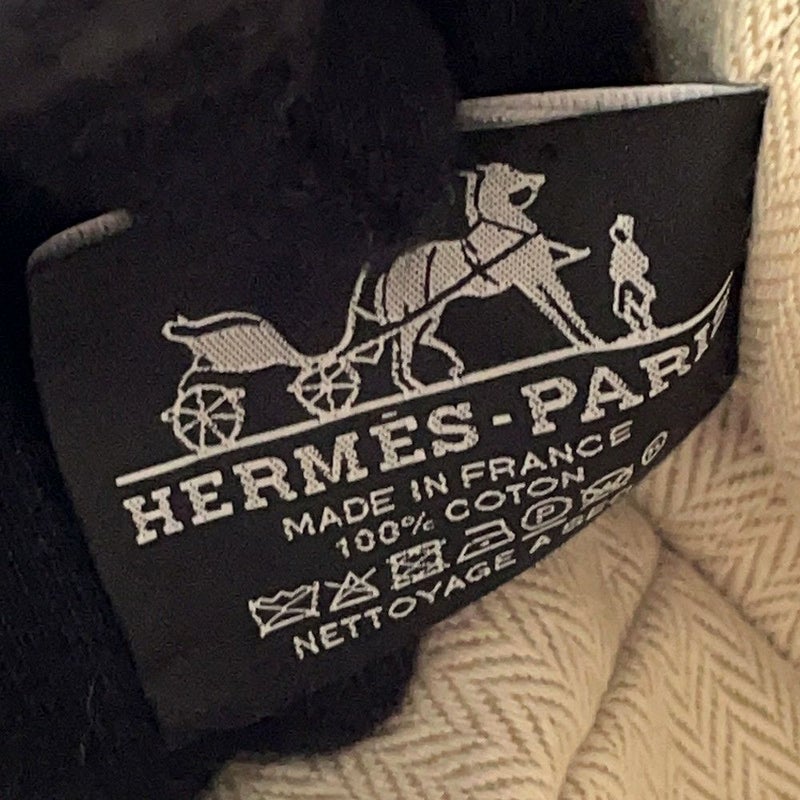 HERMÈS-PARIS
MADE IN FRANCE
100% COTON
NETTOYAGE A